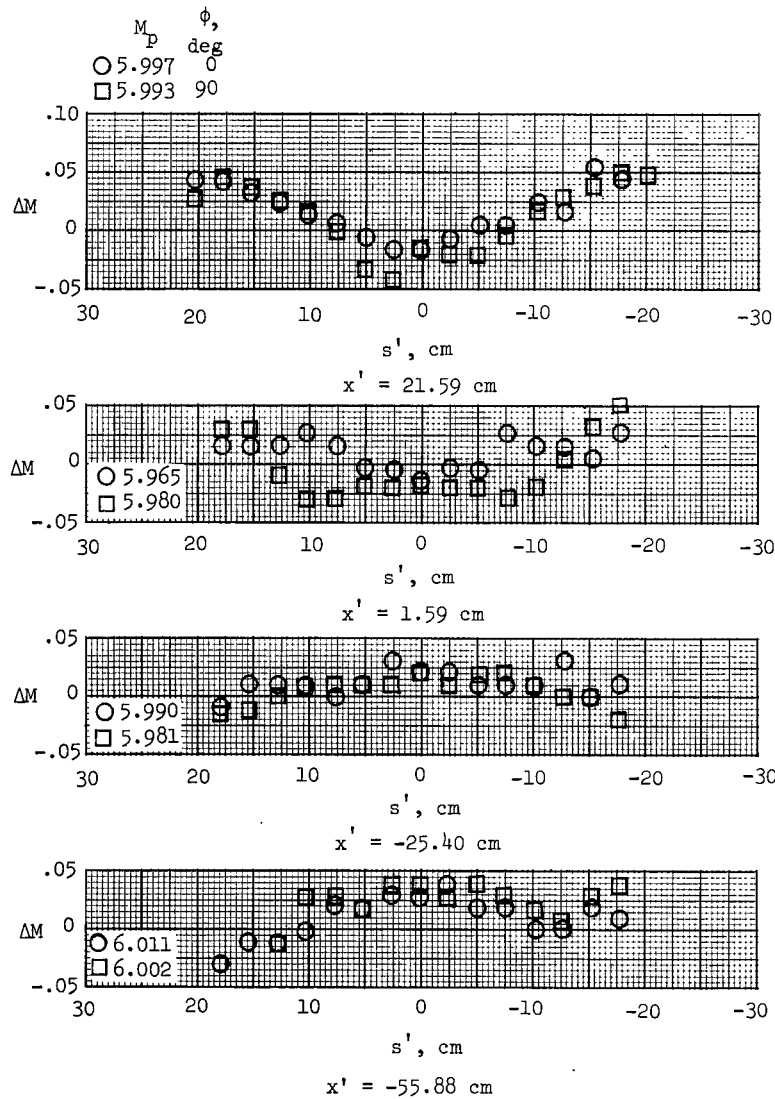 M_p ϕ, deg
○ 5.997 0
□ 5.993 90
.10
.05
ΔM
0
-.05
30 20 10 0 -10 -20 -30
s', cm
x' = 21.59 cm
.05
ΔM 0
○ 5.965
□ 5.980
-.05
30 20 10 0 -10 -20 -30
s', cm
x' = 1.59 cm
.05
ΔM 0
○ 5.990
□ 5.981
-.05
30 20 10 0 -10 -20 -30
s', cm
x' = -25.40 cm
.05
ΔM 0
○ 6.011
□ 6.002
-.05
30 20 10 0 -10 -20 -30
s', cm
x' = -55.88 cm